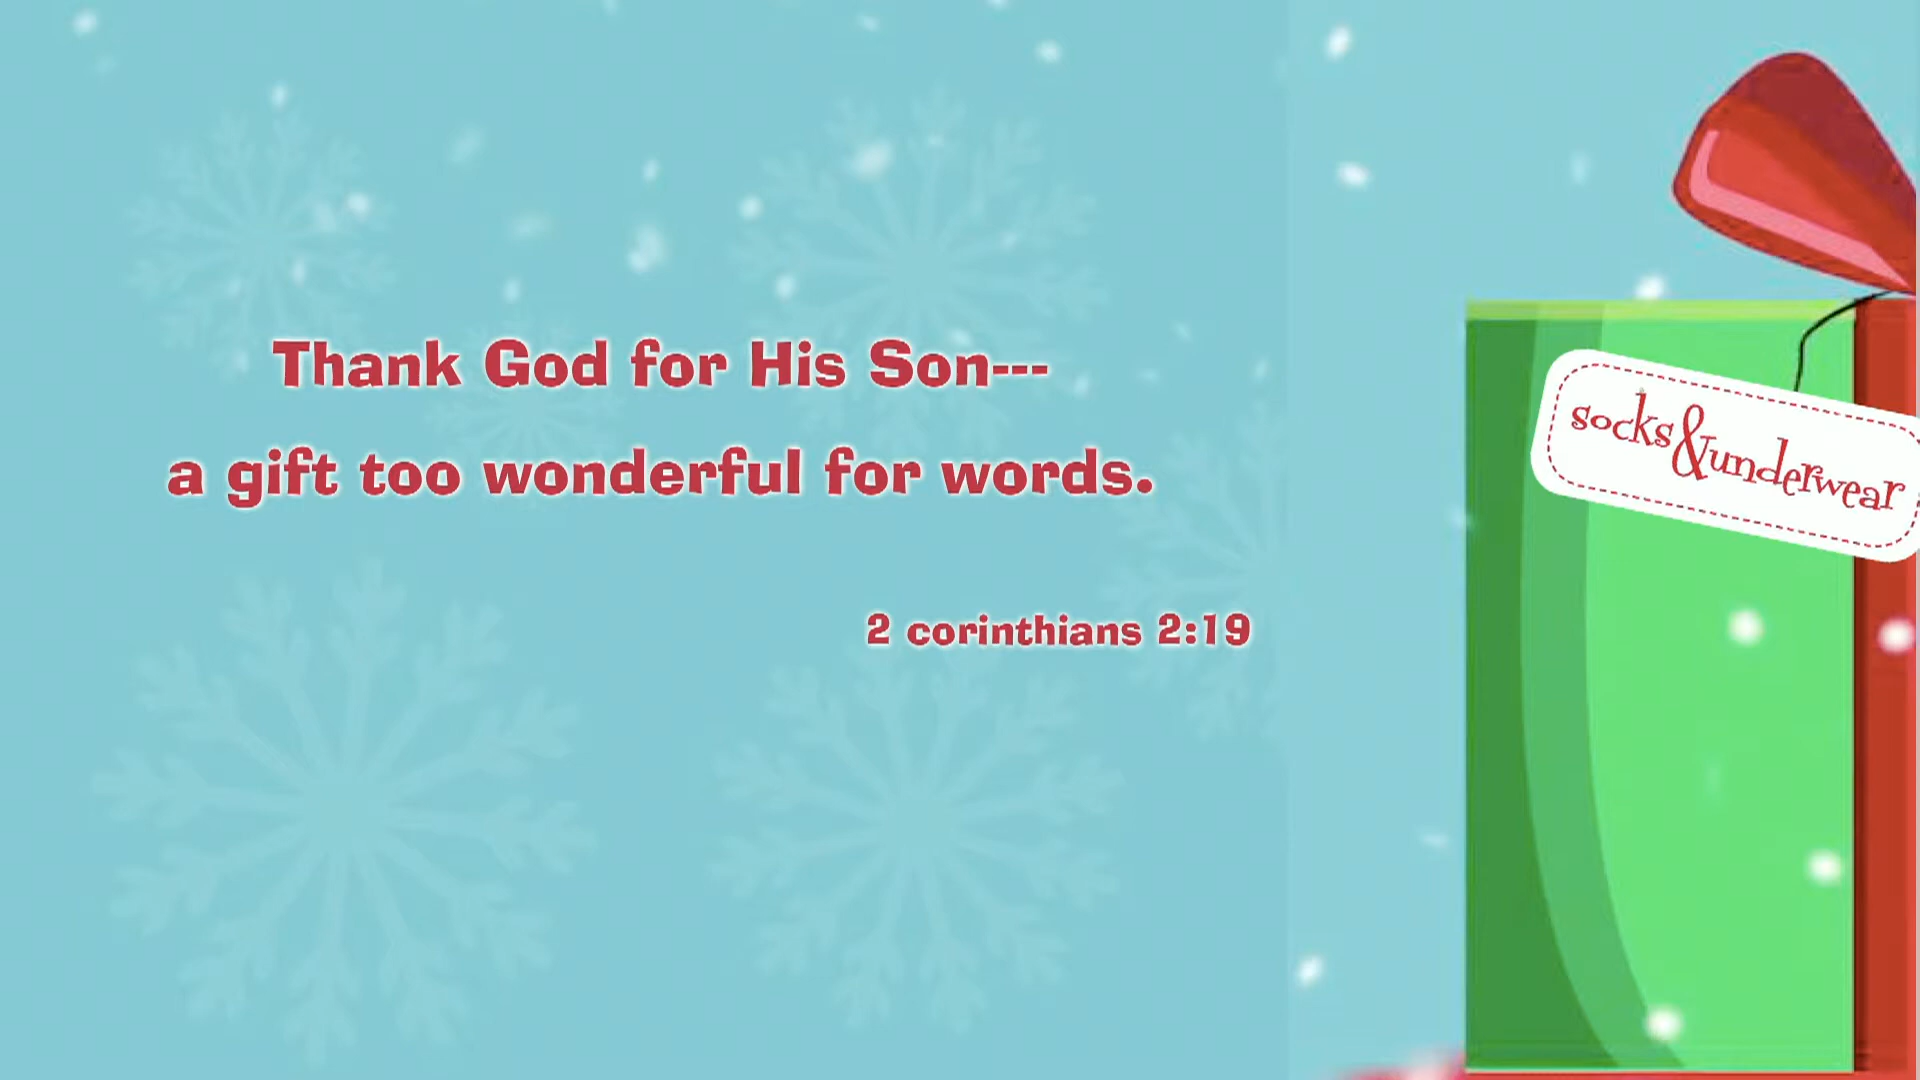 Thank God for His Son---
a gift too wonderful for words.
2 corinthians 2:19
socks & underwear